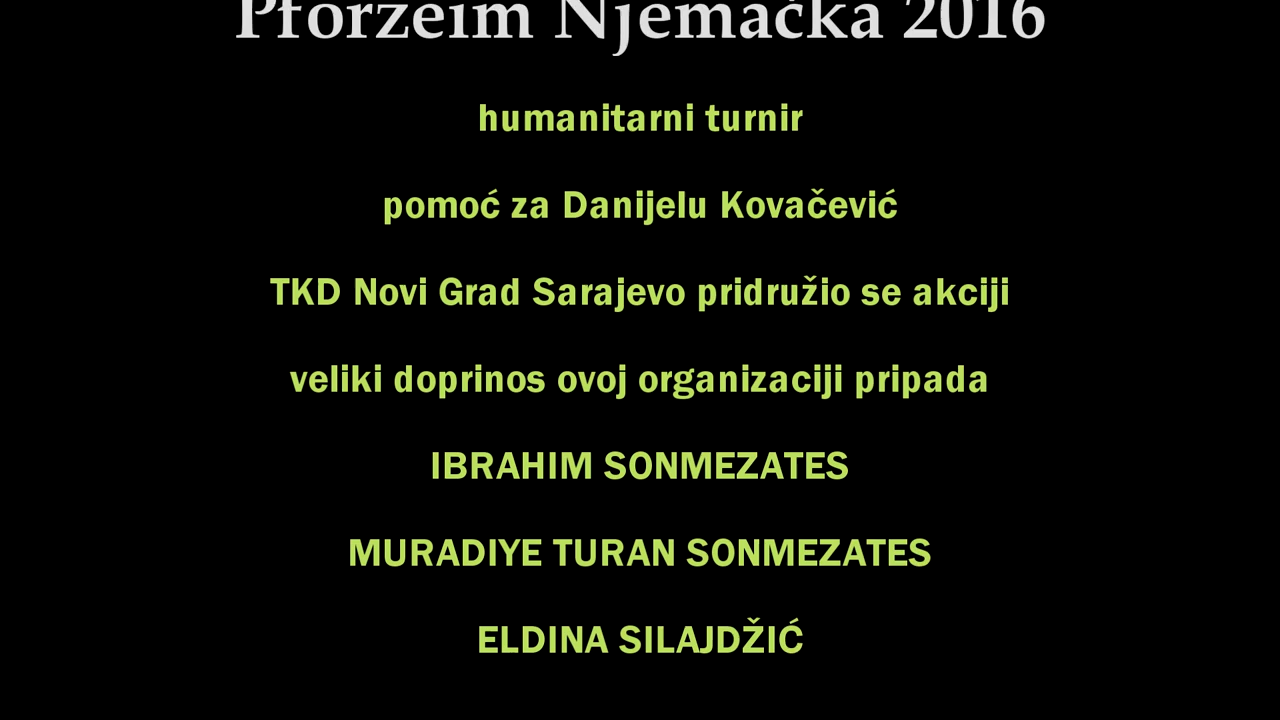 Pforzeim Njemačka 2016
humanitarni turnir
pomoć za Danijelu Kovačević
TKD Novi Grad Sarajevo pridružio se akciji
veliki doprinos ovoj organizaciji pripada
IBRAHIM SONMEZATES
MURADIYE TURAN SONMEZATES
ELDINA SILAJDŽIĆ